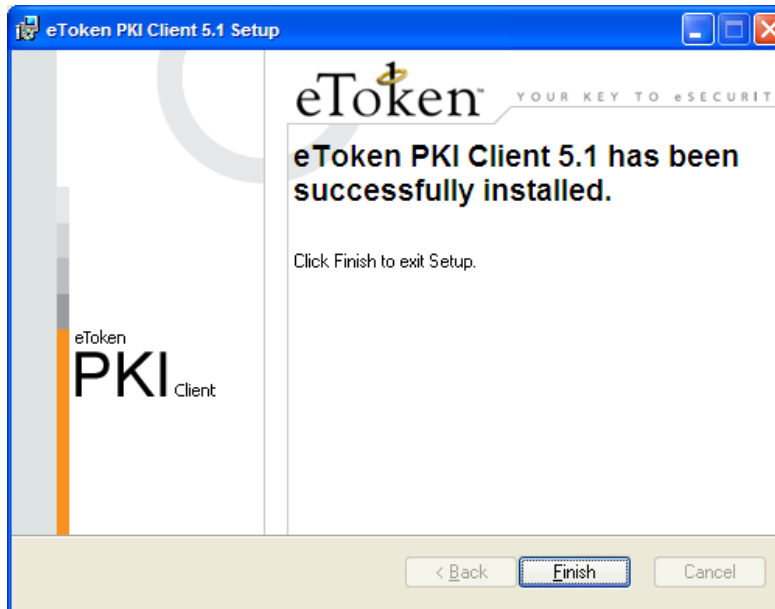 eToken PKI Client 5.1 Setup
eToken™
YOUR KEY TO eSECURIT
eToken PKI Client 5.1 has been
successfully installed.
Click Finish to exit Setup.
eToken
PKI Client
< Back
Finish
Cancel